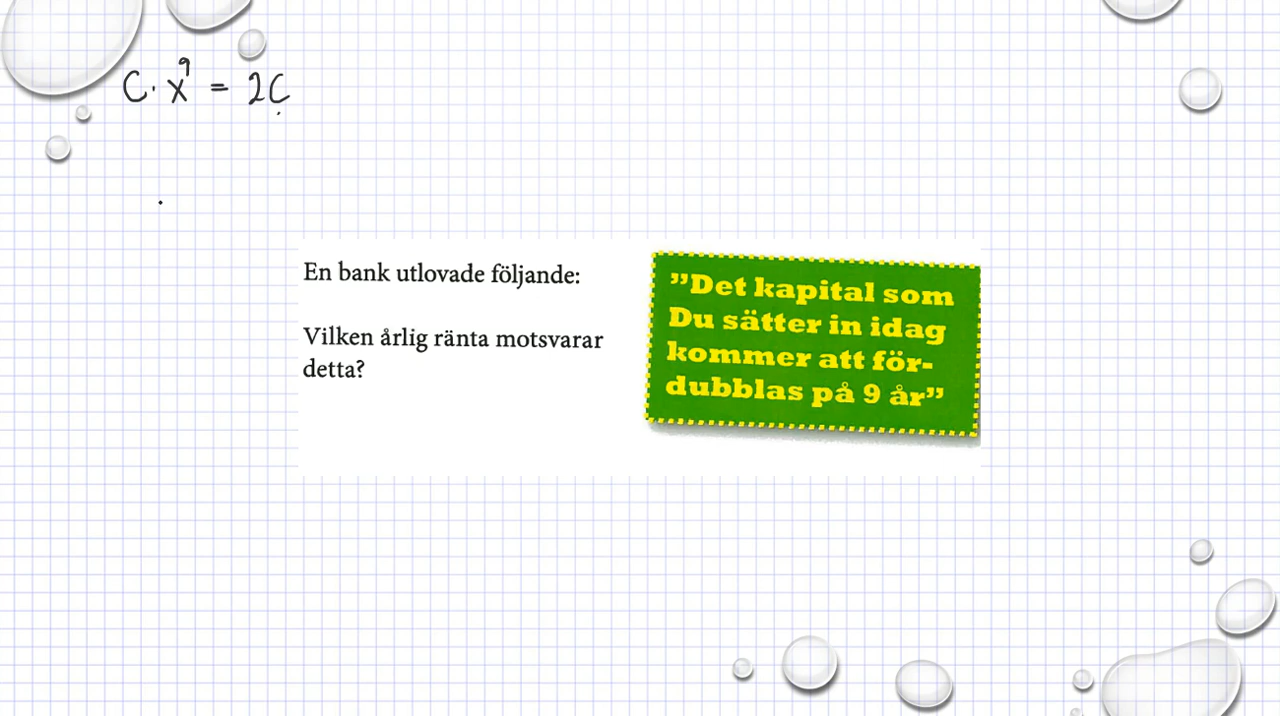 C · x⁹ = 2C
En bank utlovade följande:
Vilken årlig ränta motsvarar
detta?
”Det kapital som
Du sätter in idag
kommer att för-
dubblas på 9 år”